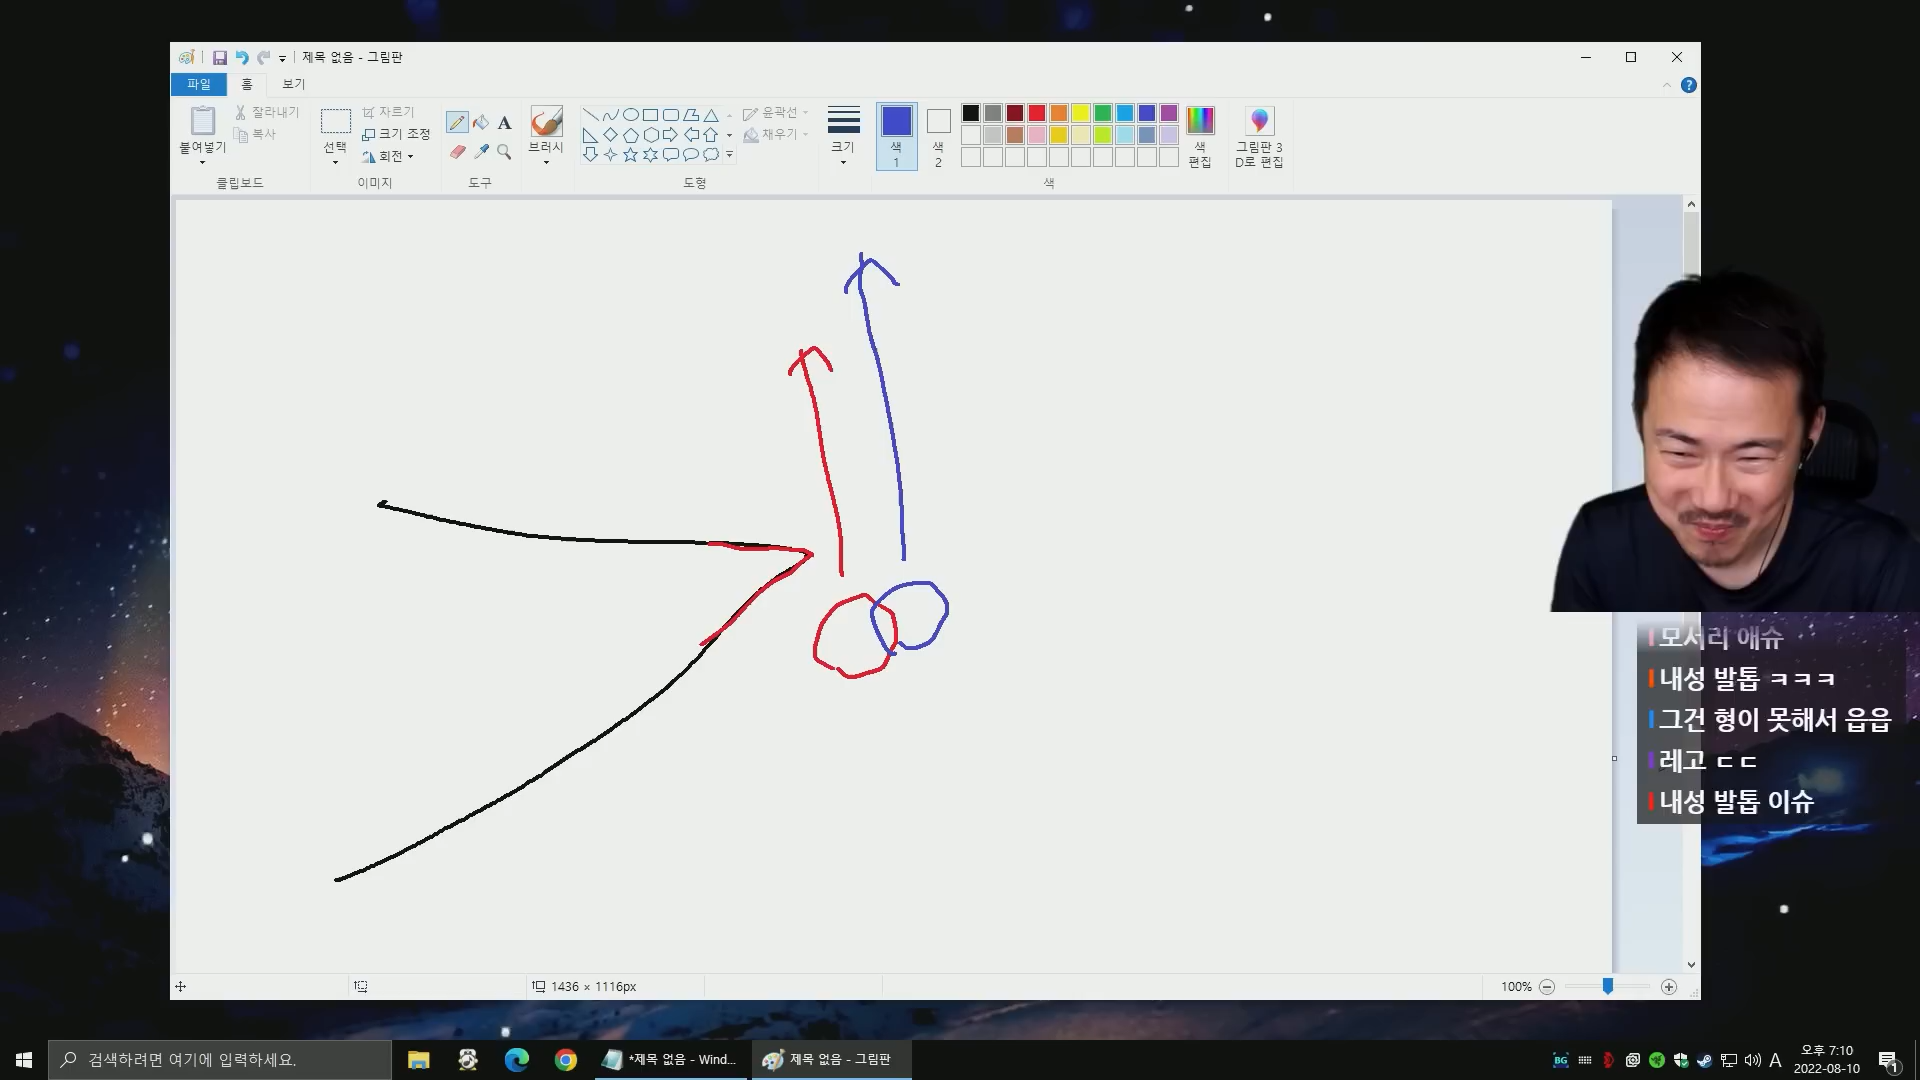 제목 없음 - 그림판
파일
홈
보기
붙여넣기
잘라내기
복사
클립보드
선택
자르기
크기 조정
회전
이미지
A
도구
브러시
도형
윤곽선
채우기
크기
색
1
색
2
색
편집
색
그림판 3
D로 편집
모서리 애슈
내성 발톱 ㅋㅋㅋ
그건 형이 못해서 읍읍
레고 ㄷㄷ
내성 발톱 이슈
1436 × 1116px
100%
검색하려면 여기에 입력하세요.
*제목 없음 - Wind...
제목 없음 - 그림판
BG
A
오후 7:10
2022-08-10
1